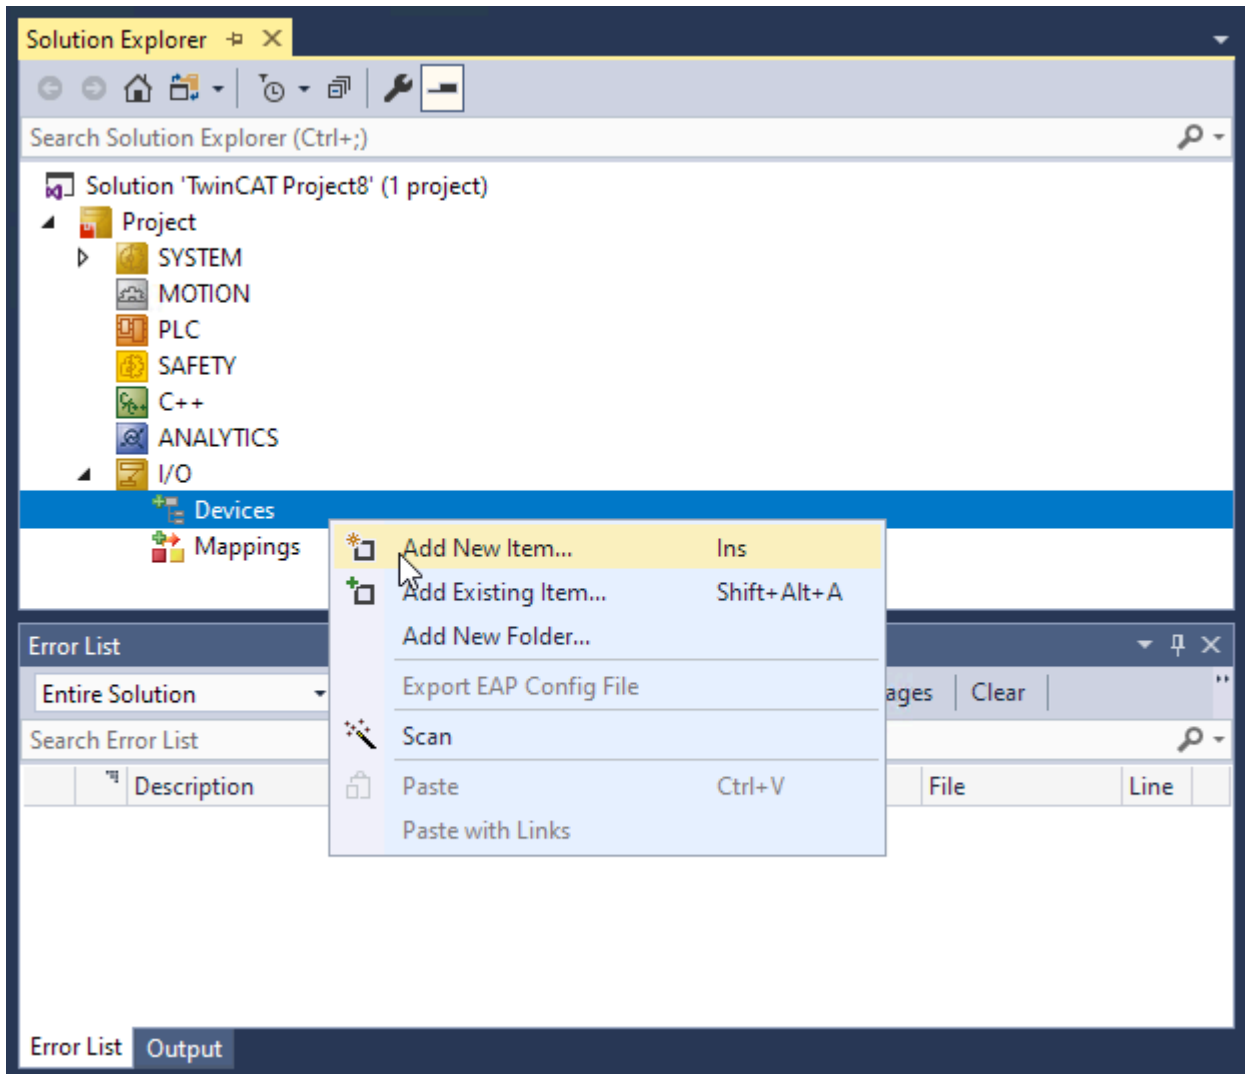 Solution Explorer
Search Solution Explorer (Ctrl+;)
Solution 'TwinCAT Project8' (1 project)
Project
SYSTEM
MOTION
PLC
SAFETY
C++
ANALYTICS
I/O
Devices
Mappings
Add New Item... Ins
Add Existing Item... Shift+Alt+A
Add New Folder...
Export EAP Config File
Scan
Paste Ctrl+V
Paste with Links
Error List
Entire Solution
ages Clear
Search Error List
Description File Line
Error List Output